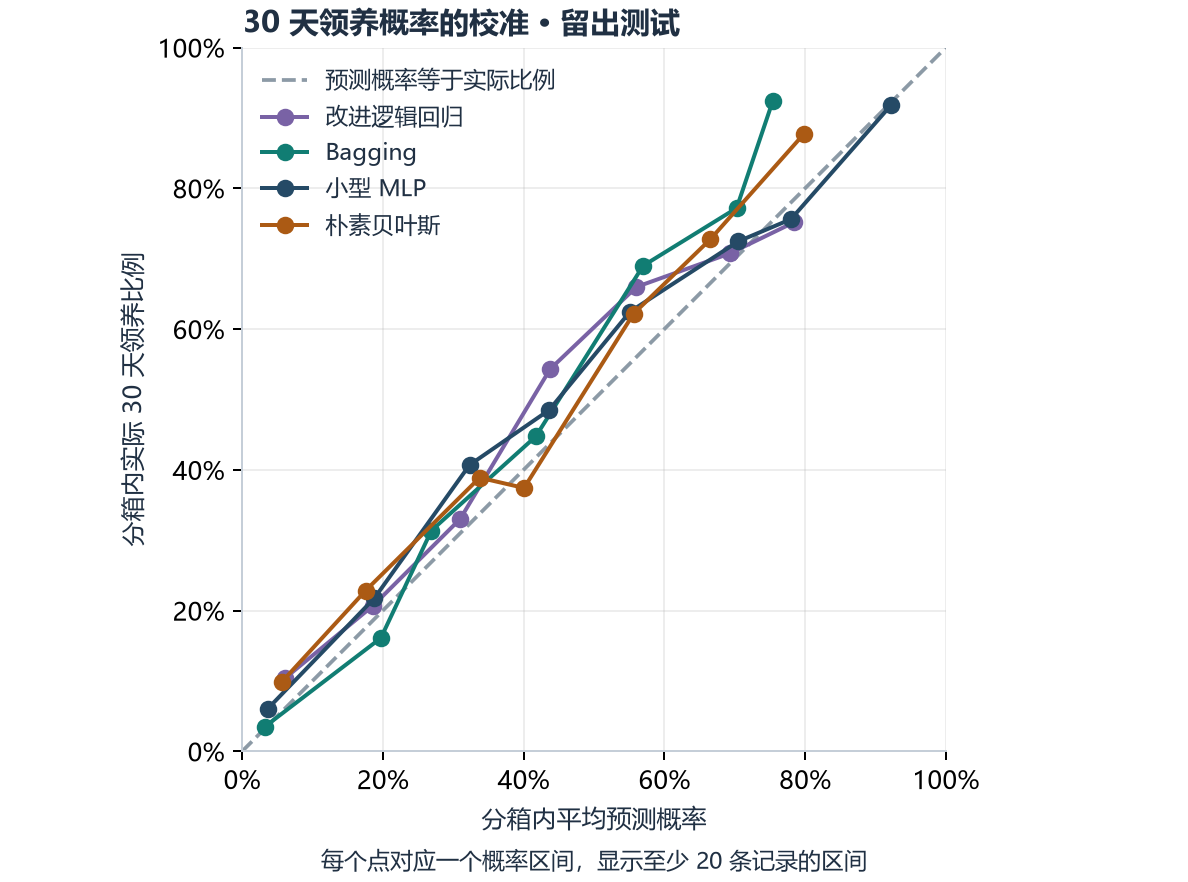 30 天领养概率的校准 • 留出测试
100%
80%
60%
40%
20%
0%
预测概率等于实际比例
改进逻辑回归
Bagging
小型 MLP
朴素贝叶斯
分箱内实际 30 天领养比例
0%
20%
40%
60%
80%
100%
分箱内平均预测概率
每个点对应一个概率区间，显示至少 20 条记录的区间